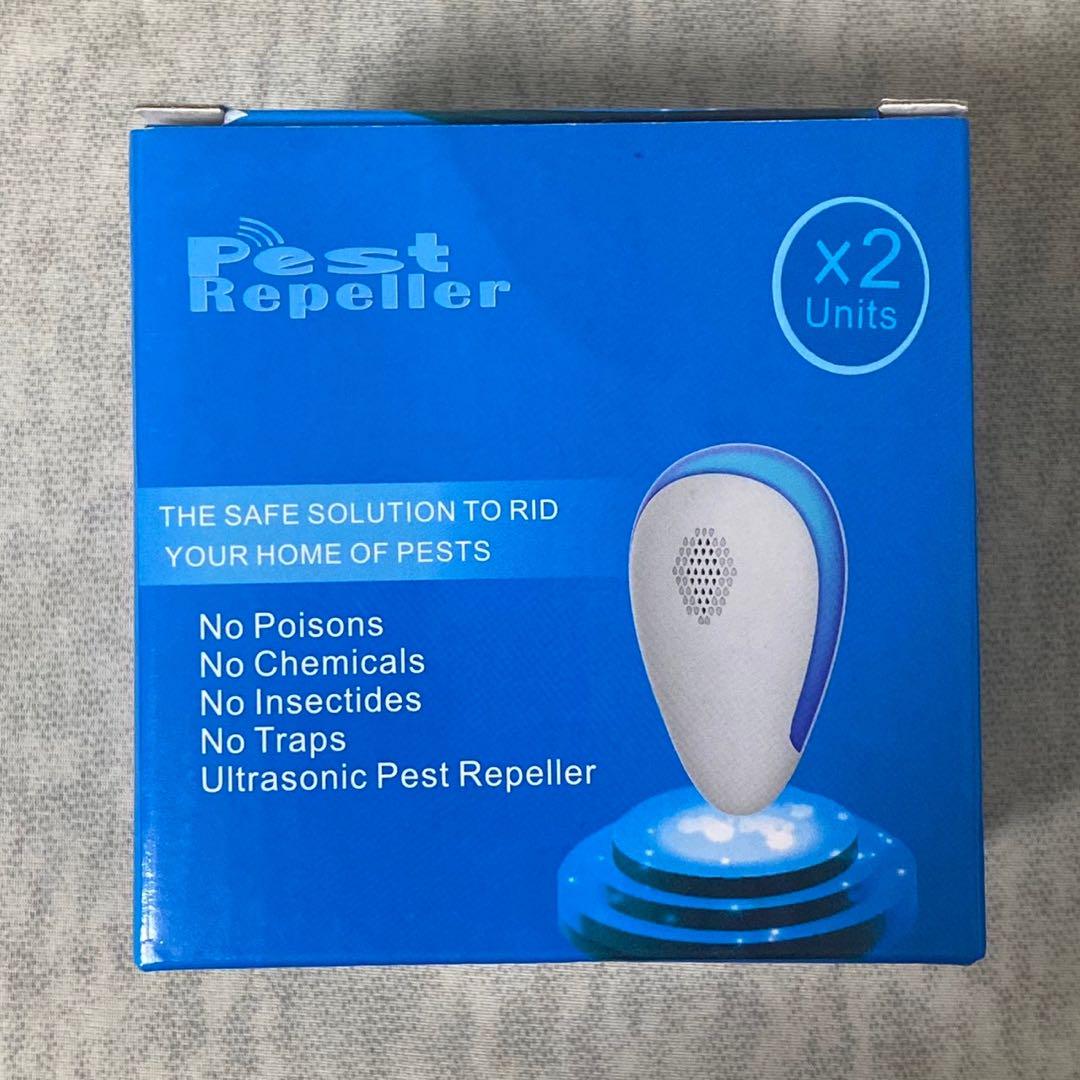 Pest
Repeller
x2
Units
THE SAFE SOLUTION TO RID
YOUR HOME OF PESTS
No Poisons
No Chemicals
No Insectides
No Traps
Ultrasonic Pest Repeller